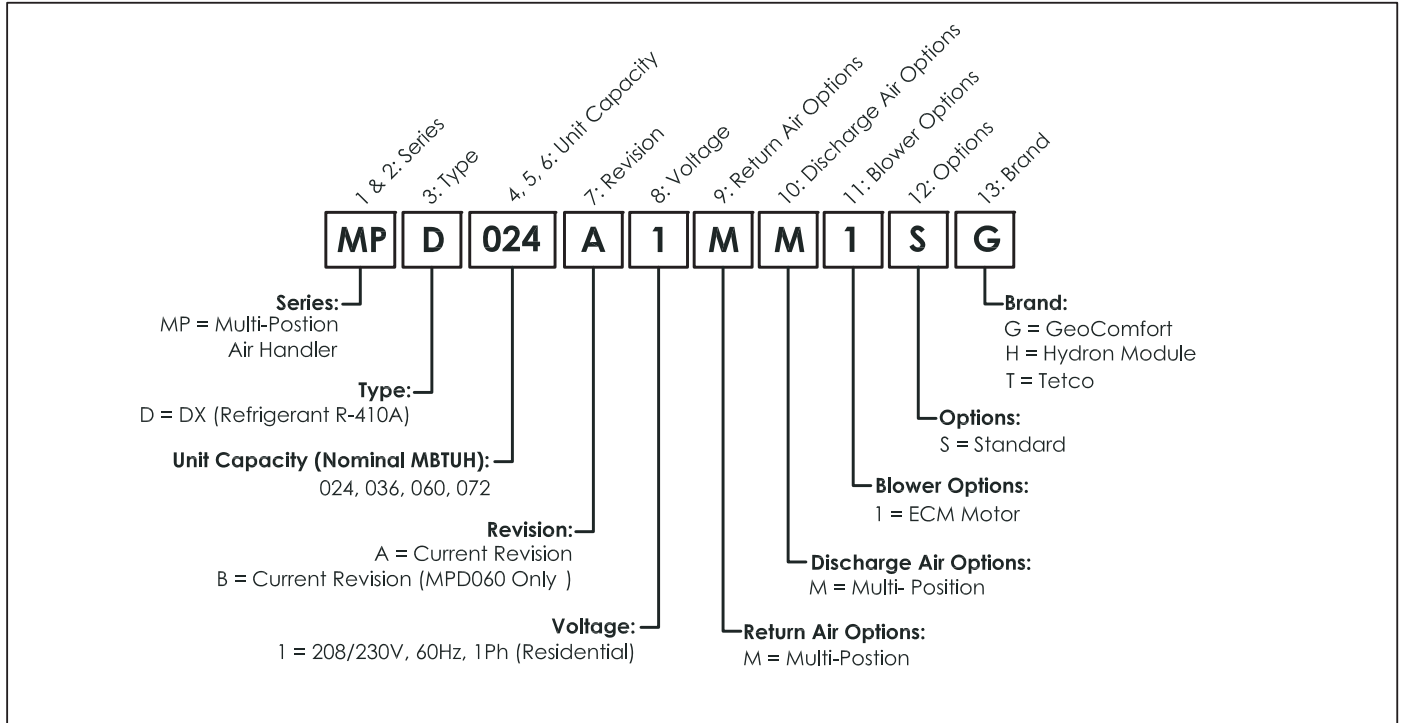 1 & 2: Series
3: Type
4, 5, 6: Unit Capacity
7: Revision
8: Voltage
9: Return Air Options
10: Discharge Air Options
11: Blower Options
12: Options
13: Brand
MP D 024 A 1 M M 1 S G
Series:
MP = Multi-Postion
Air Handler
Type:
D = DX (Refrigerant R-410A)
Unit Capacity (Nominal MBTUH):
024, 036, 060, 072
Revision:
A = Current Revision
B = Current Revision (MPD060 Only )
Voltage:
1 = 208/230V, 60Hz, 1Ph (Residential)
Brand:
G = GeoComfort
H = Hydron Module
T = Tetco
Options:
S = Standard
Blower Options:
1 = ECM Motor
Discharge Air Options:
M = Multi- Position
Return Air Options:
M = Multi-Postion